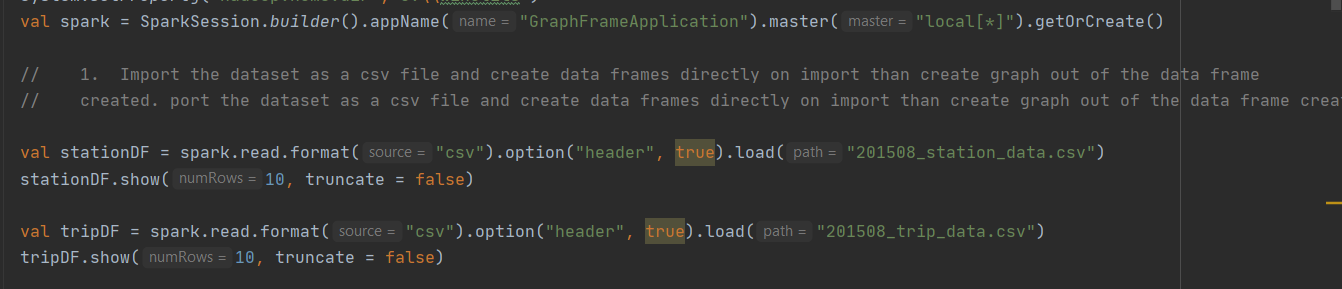 val spark = SparkSession.builder().appName( name = "GraphFrameApplication").master( master = "local[*]").getOrCreate()
//    1.  Import the dataset as a csv file and create data frames directly on import than create graph out of the data frame
//    created. port the dataset as a csv file and create data frames directly on import than create graph out of the data frame
val stationDF = spark.read.format( source = "csv").option("header", true).load( path = "201508_station_data.csv")
stationDF.show( numRows = 10, truncate = false)
val tripDF = spark.read.format( source = "csv").option("header", true).load( path = "201508_trip_data.csv")
tripDF.show( numRows = 10, truncate = false)